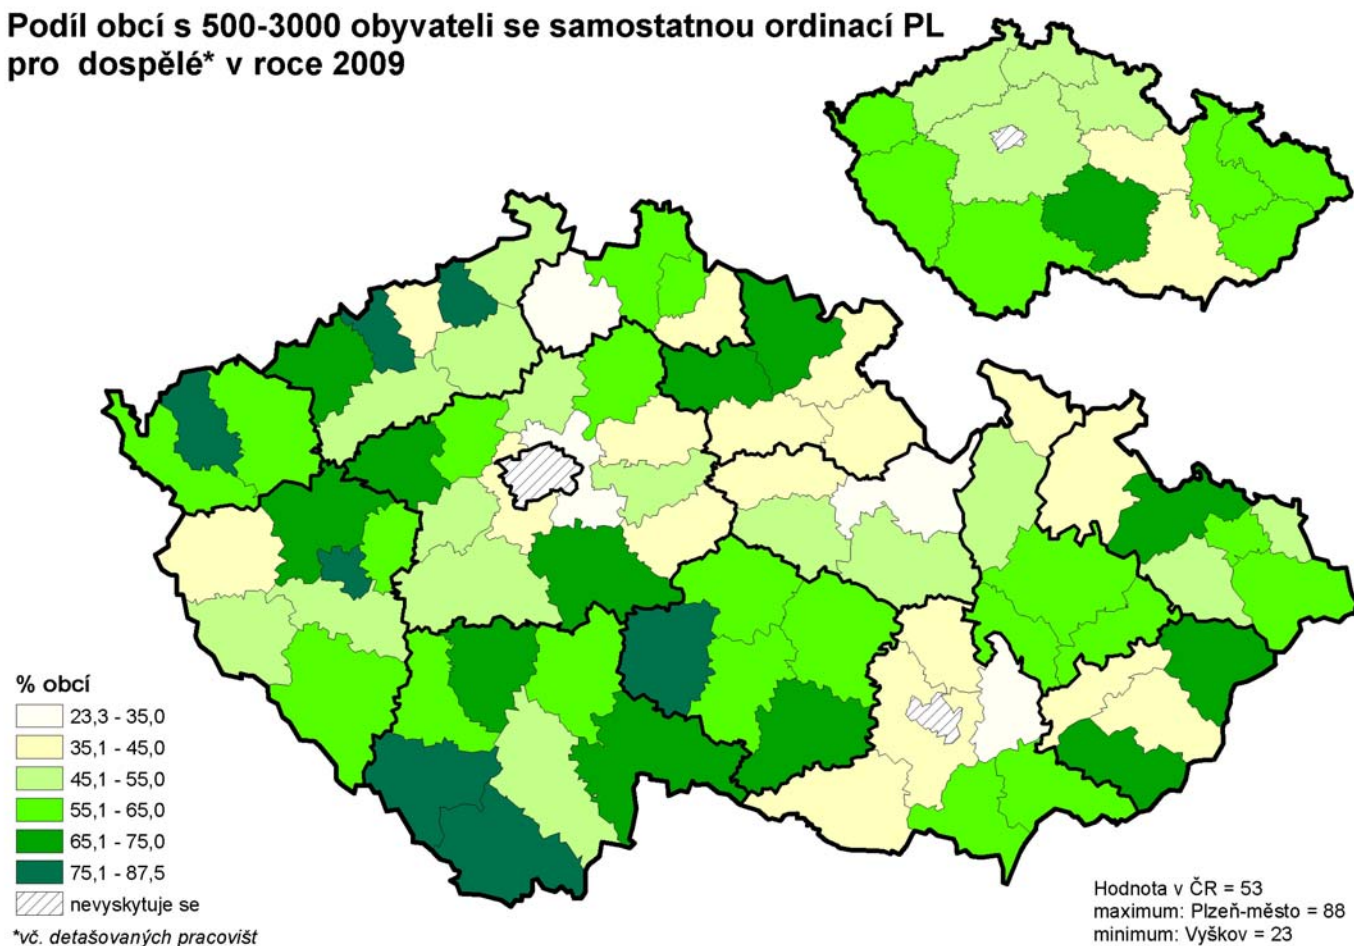 Podíl obcí s 500-3000 obyvateli se samostatnou ordinací PL
pro dospělé* v roce 2009
% obcí
23,3 - 35,0
35,1 - 45,0
45,1 - 55,0
55,1 - 65,0
65,1 - 75,0
75,1 - 87,5
nevyskytuje se
*vč. detašovaných pracovišt
Hodnota v ČR = 53
maximum: Plzeň-město = 88
minimum: Vyškov = 23